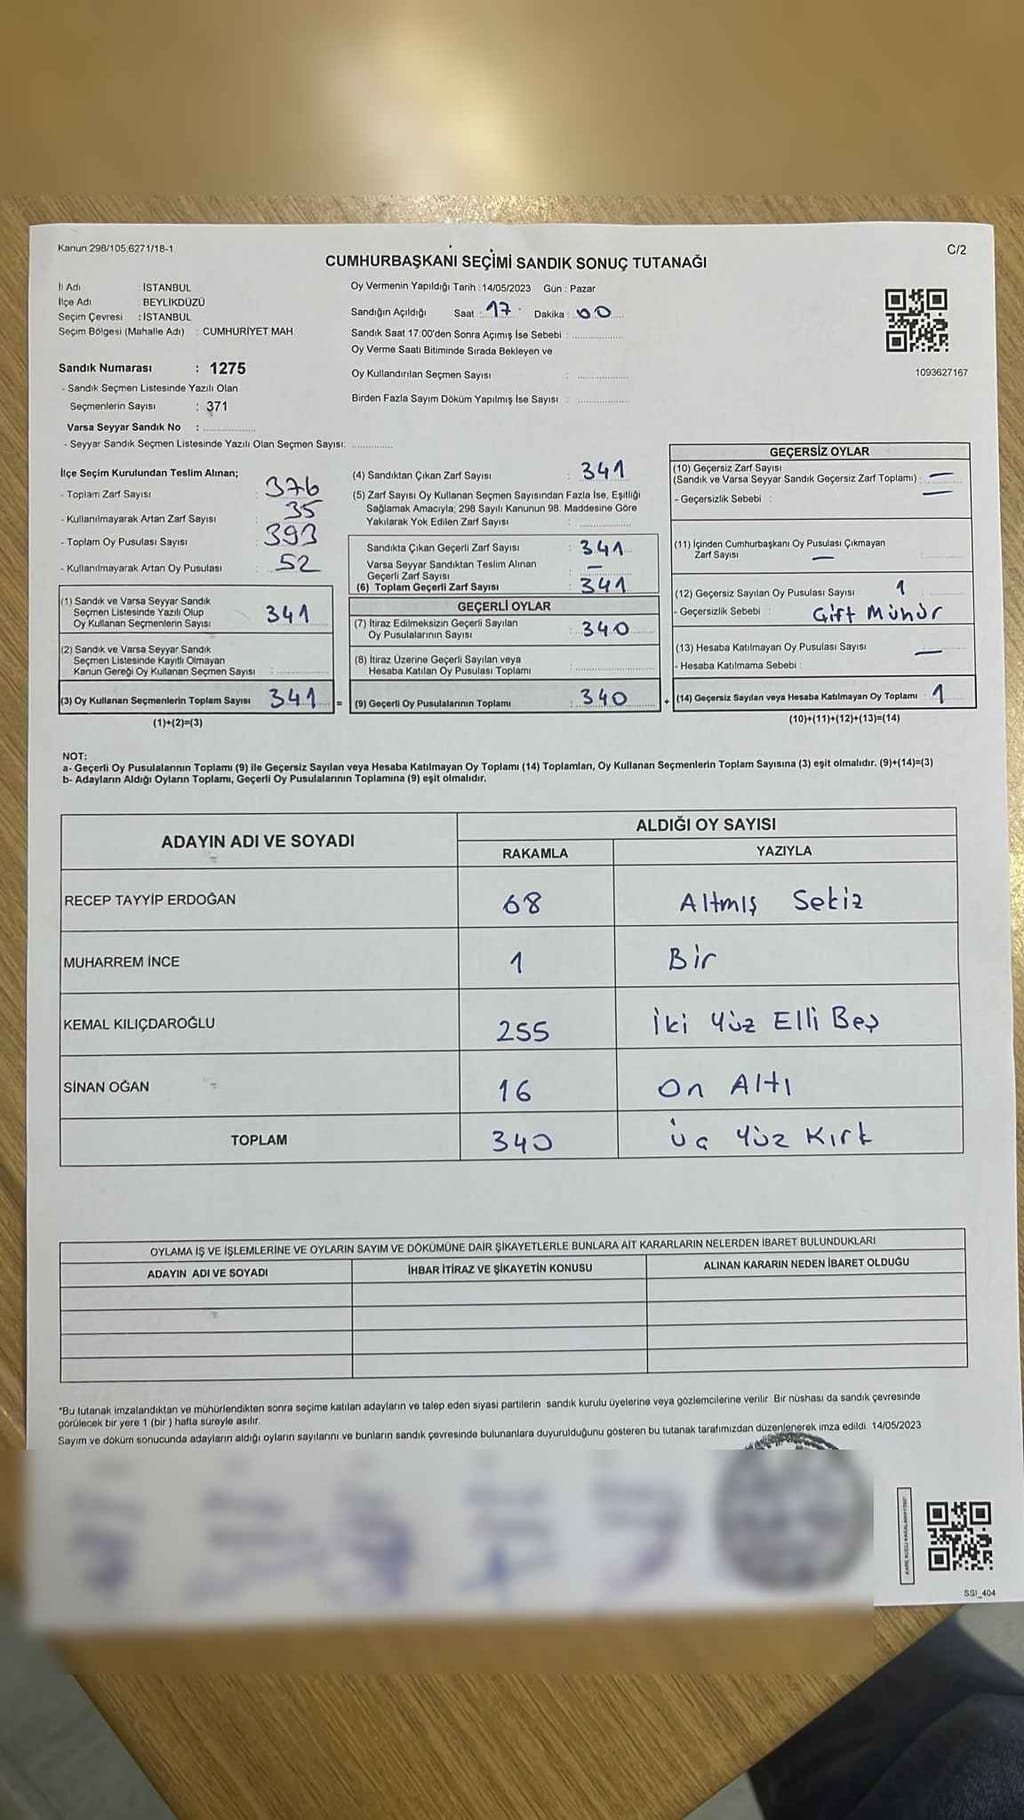 Kanun 298/105,6271/18-1
C/2
CUMHURBAŞKANI SEÇİMİ SANDIK SONUÇ TUTANAĞI
İl Adı : İSTANBUL
İlçe Adı : BEYLİKDÜZÜ
Seçim Çevresi : İSTANBUL
Seçim Bölgesi (Mahalle Adı) : CUMHURİYET MAH.
Oy Vermenin Yapıldığı Tarih : 14/05/2023 Gün : Pazar
Sandığın Açıldığı Saat : 17 Dakika : 00
Sandık Saat 17:00'den Sonra Açımış İse Sebebi :
Oy Verme Saati Bitiminde Sırada Bekleyen ve
Oy Kullandırılan Seçmen Sayısı :
Birden Fazla Sayım Döküm Yapılmış İse Sayısı :
1093627167
Sandık Numarası : 1275
- Sandık Seçmen Listesinde Yazılı Olan
Seçmenlerin Sayısı : 371
Varsa Seyyar Sandık No :
- Seyyar Sandık Seçmen Listesinde Yazılı Olan Seçmen Sayısı:
İlçe Seçim Kurulundan Teslim Alınan;
- Toplam Zarf Sayısı : 376
- Kullanılmayarak Artan Zarf Sayısı : 35
- Toplam Oy Pusulası Sayısı : 393
- Kullanılmayarak Artan Oy Pusulası : 52
(1) Sandık ve Varsa Seyyar Sandık
Seçmen Listesinde Yazılı Olup
Oy Kullanan Seçmenlerin Sayısı : 341
(2) Sandık ve Varsa Seyyar Sandık
Seçmen Listesinde Kayıtlı Olmayan
Kanun Gereği Oy Kullanan Seçmen Sayısı :
(3) Oy Kullanan Seçmenlerin Toplam Sayısı : 341 =
(1)+(2)=(3)
(4) Sandıktan Çıkan Zarf Sayısı : 341
(5) Zarf Sayısı Oy Kullanan Seçmen Sayısından Fazla İse, Eşitliği
Sağlamak Amacıyla; 298 Sayılı Kanunun 98. Maddesine Göre
Yakılarak Yok Edilen Zarf Sayısı :
Sandıkta Çıkan Geçerli Zarf Sayısı : 341
Varsa Seyyar Sandıktan Teslim Alınan
Geçerli Zarf Sayısı : —
(6) Toplam Geçerli Zarf Sayısı : 341
GEÇERLİ OYLAR
(7) İtiraz Edilmeksizin Geçerli Sayılan
Oy Pusulalarının Sayısı : 340
(8) İtiraz Üzerine Geçerli Sayılan veya
Hesaba Katılan Oy Pusulası Toplamı :
(9) Geçerli Oy Pusulalarının Toplamı : 340 +
GEÇERSİZ OYLAR
(10) Geçersiz Zarf Sayısı
(Sandık ve Varsa Seyyar Sandık Geçersiz Zarf Toplamı) : —
- Geçersizlik Sebebi : —
(11) İçinden Cumhurbaşkanı Oy Pusulası Çıkmayan
Zarf Sayısı : —
(12) Geçersiz Sayılan Oy Pusulası Sayısı : 1
- Geçersizlik Sebebi : Çift Mühür
(13) Hesaba Katılmayan Oy Pusulası Sayısı : —
- Hesaba Katılmama Sebebi :
(14) Geçersiz Sayılan veya Hesaba Katılmayan Oy Toplamı : 1
(10)+(11)+(12)+(13)=(14)
NOT:
a- Geçerli Oy Pusulalarının Toplamı (9) ile Geçersiz Sayılan veya Hesaba Katılmayan Oy Toplamı (14) Toplamları, Oy Kullanan Seçmenlerin Toplam Sayısına (3) eşit olmalıdır. (9)+(14)=(3)
b- Adayların Aldığı Oyların Toplamı, Geçerli Oy Pusulalarının Toplamına (9) eşit olmalıdır.
ADAYIN ADI VE SOYADI ALDIĞI OY SAYISI
RAKAMLA YAZIYLA
RECEP TAYYİP ERDOĞAN 68 Altmış Sekiz
MUHARREM İNCE 1 Bir
KEMAL KILIÇDAROĞLU 255 İki Yüz Elli Beş
SİNAN OĞAN 16 On Altı
TOPLAM 340 Üç Yüz Kırk
OYLAMA İŞ VE İŞLEMLERİNE VE OYLARIN SAYIM VE DÖKÜMÜNE DAİR ŞİKAYETLERLE BUNLARA AİT KARARLARIN NELERDEN İBARET BULUNDUKLARI
ADAYIN ADI VE SOYADI İHBAR İTİRAZ VE ŞİKAYETİN KONUSU ALINAN KARARIN NEDEN İBARET OLDUĞU
*Bu tutanak imzalandıktan ve mühürlendikten sonra seçime katılan adayların ve talep eden siyasi partilerin sandık kurulu üyelerine veya gözlemcilerine verilir. Bir nüshası da sandık çevresinde
görülecek bir yere 1 (bir ) hafta süreyle asılır.
Sayım ve döküm sonucunda adayların aldığı oyların sayılarını ve bunların sandık çevresinde bulunanlara duyurulduğunu gösteren bu tutanak tarafımızdan düzenlenerek imza edildi. 14/05/2023
SSI_404